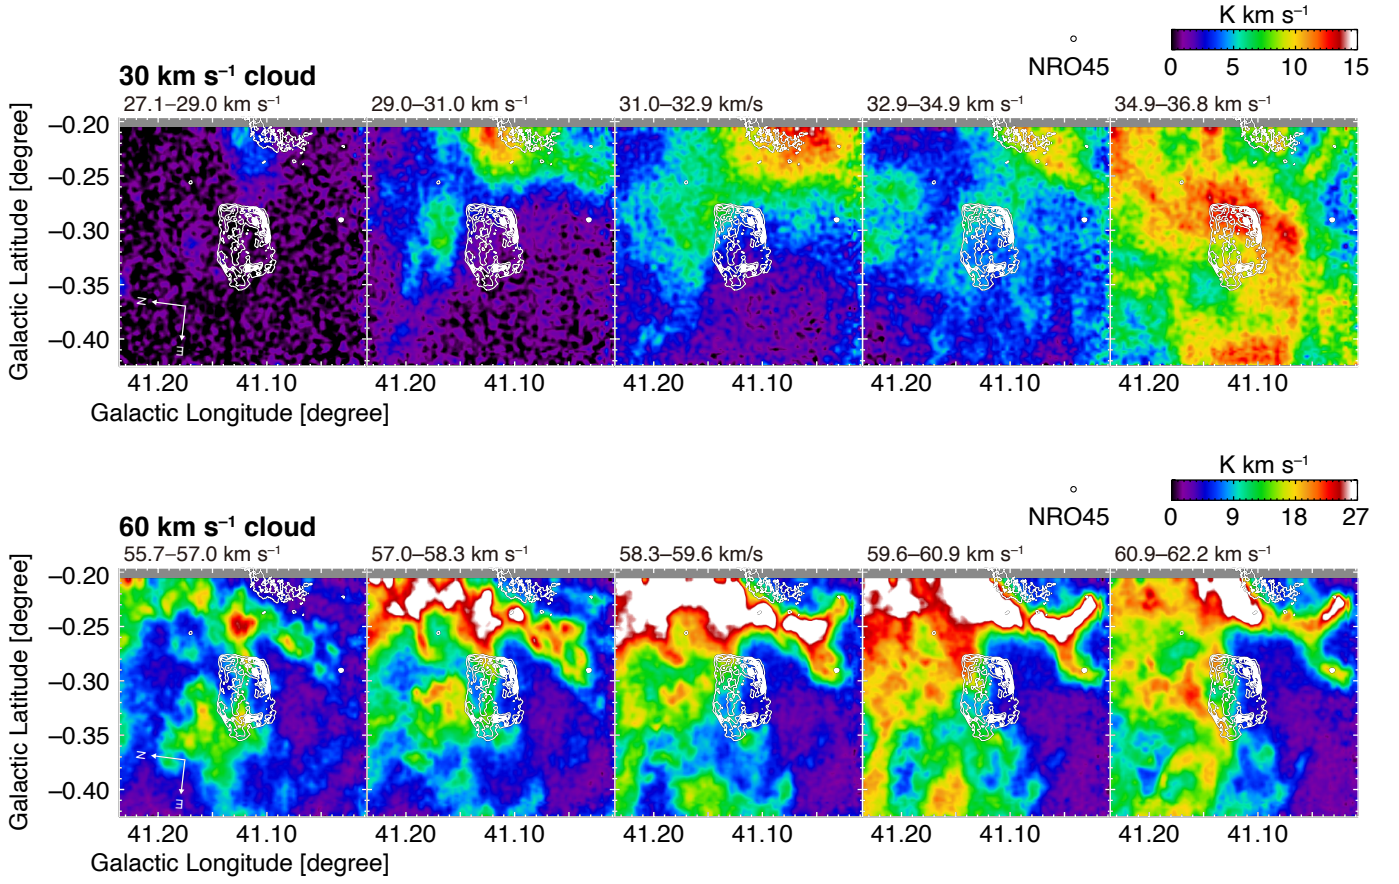 K km s⁻¹
NRO45
0 5 10 15
30 km s⁻¹ cloud
27.1–29.0 km s⁻¹ 29.0–31.0 km s⁻¹ 31.0–32.9 km/s 32.9–34.9 km s⁻¹ 34.9–36.8 km s⁻¹
Galactic Latitude [degree]
−0.20
−0.25
−0.30
−0.35
−0.40
N
E
41.20 41.10 41.20 41.10 41.20 41.10 41.20 41.10 41.20 41.10
Galactic Longitude [degree]
K km s⁻¹
NRO45
0 9 18 27
60 km s⁻¹ cloud
55.7–57.0 km s⁻¹ 57.0–58.3 km s⁻¹ 58.3–59.6 km/s 59.6–60.9 km s⁻¹ 60.9–62.2 km s⁻¹
Galactic Latitude [degree]
−0.20
−0.25
−0.30
−0.35
−0.40
N
E
41.20 41.10 41.20 41.10 41.20 41.10 41.20 41.10 41.20 41.10
Galactic Longitude [degree]